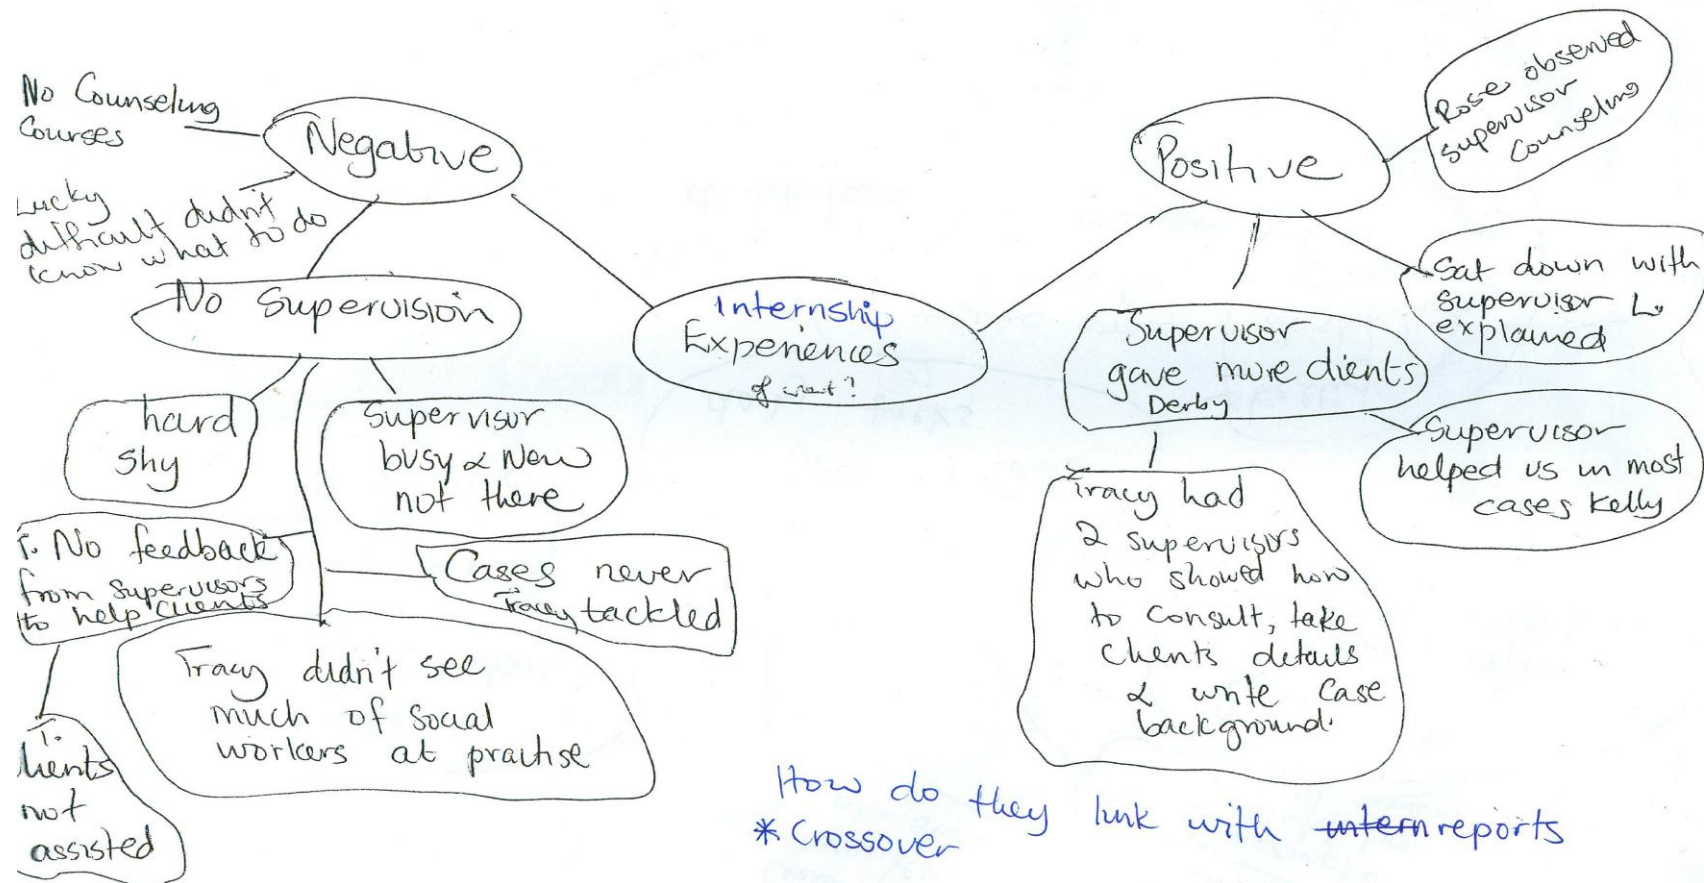 No Counseling
Courses
Negative
Lucky
difficult didn't
know what to do
No Supervision
hard
shy
Supervisor
busy & New
not there
T. No feedback
from supervisors
to help clients
Cases never
Tracy tackled
Tracy didn't see
much of social
workers at practise
T.
lients
not
assisted
Internship
Experiences
of what?
Positive
Rose observed
supervisor
Counseling
Sat down with
supervisor L.
explained
Supervisor
gave more clients
Derby
Supervisor
helped us in most
cases Kelly
Tracy had
2 supervisors
who showed how
to consult, take
clients details
& write case
background.
How do they link with intern reports
* Crossover